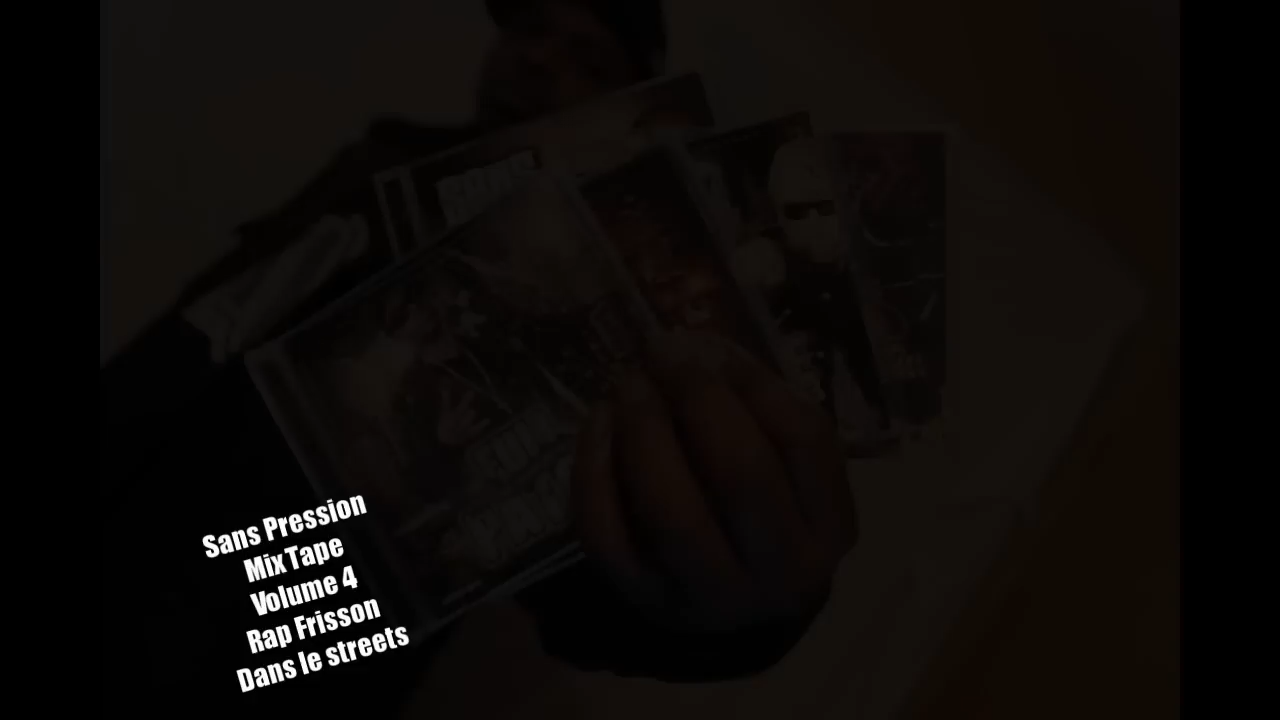 Sans Pression
MixTape
Volume 4
Rap Frisson
Dans le streets